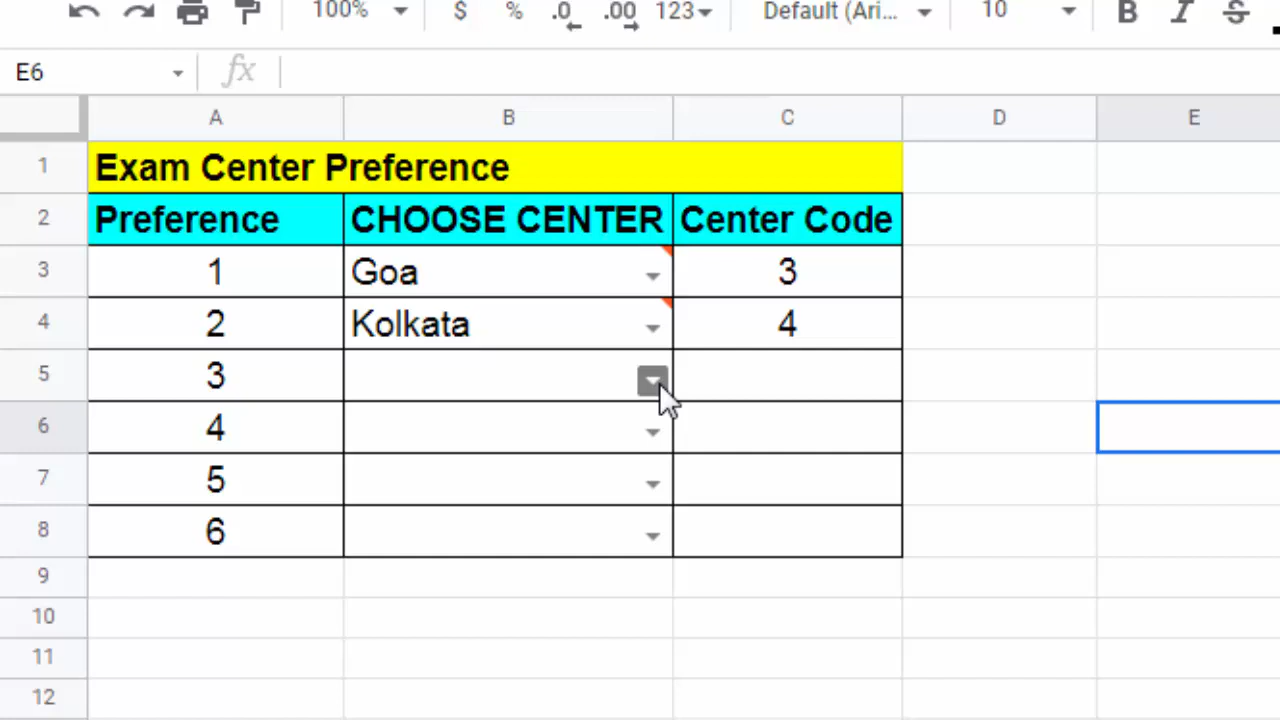 100% $ % .0 .00 123 Default (Ari... 10 B I S
E6 fx
A B C D E
1 Exam Center Preference
2 Preference CHOOSE CENTER Center Code
3 1 Goa 3
4 2 Kolkata 4
5 3
6 4
7 5
8 6
9
10
11
12